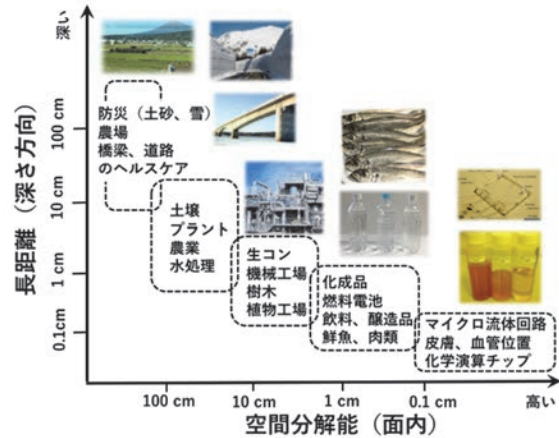 深い
長距離（深さ方向）
100 cm
10 cm
1 cm
0.1cm
防災（土砂、雪）
農場
橋梁、道路
のヘルスケア
土壌
プラント
農業
水処理
生コン
機械工場
樹木
植物工場
化成品
燃料電池
飲料、醸造品
鮮魚、肉類
マイクロ流体回路
皮膚、血管位置
化学演算チップ
100 cm
10 cm
1 cm
0.1 cm
高い
空間分解能（面内）